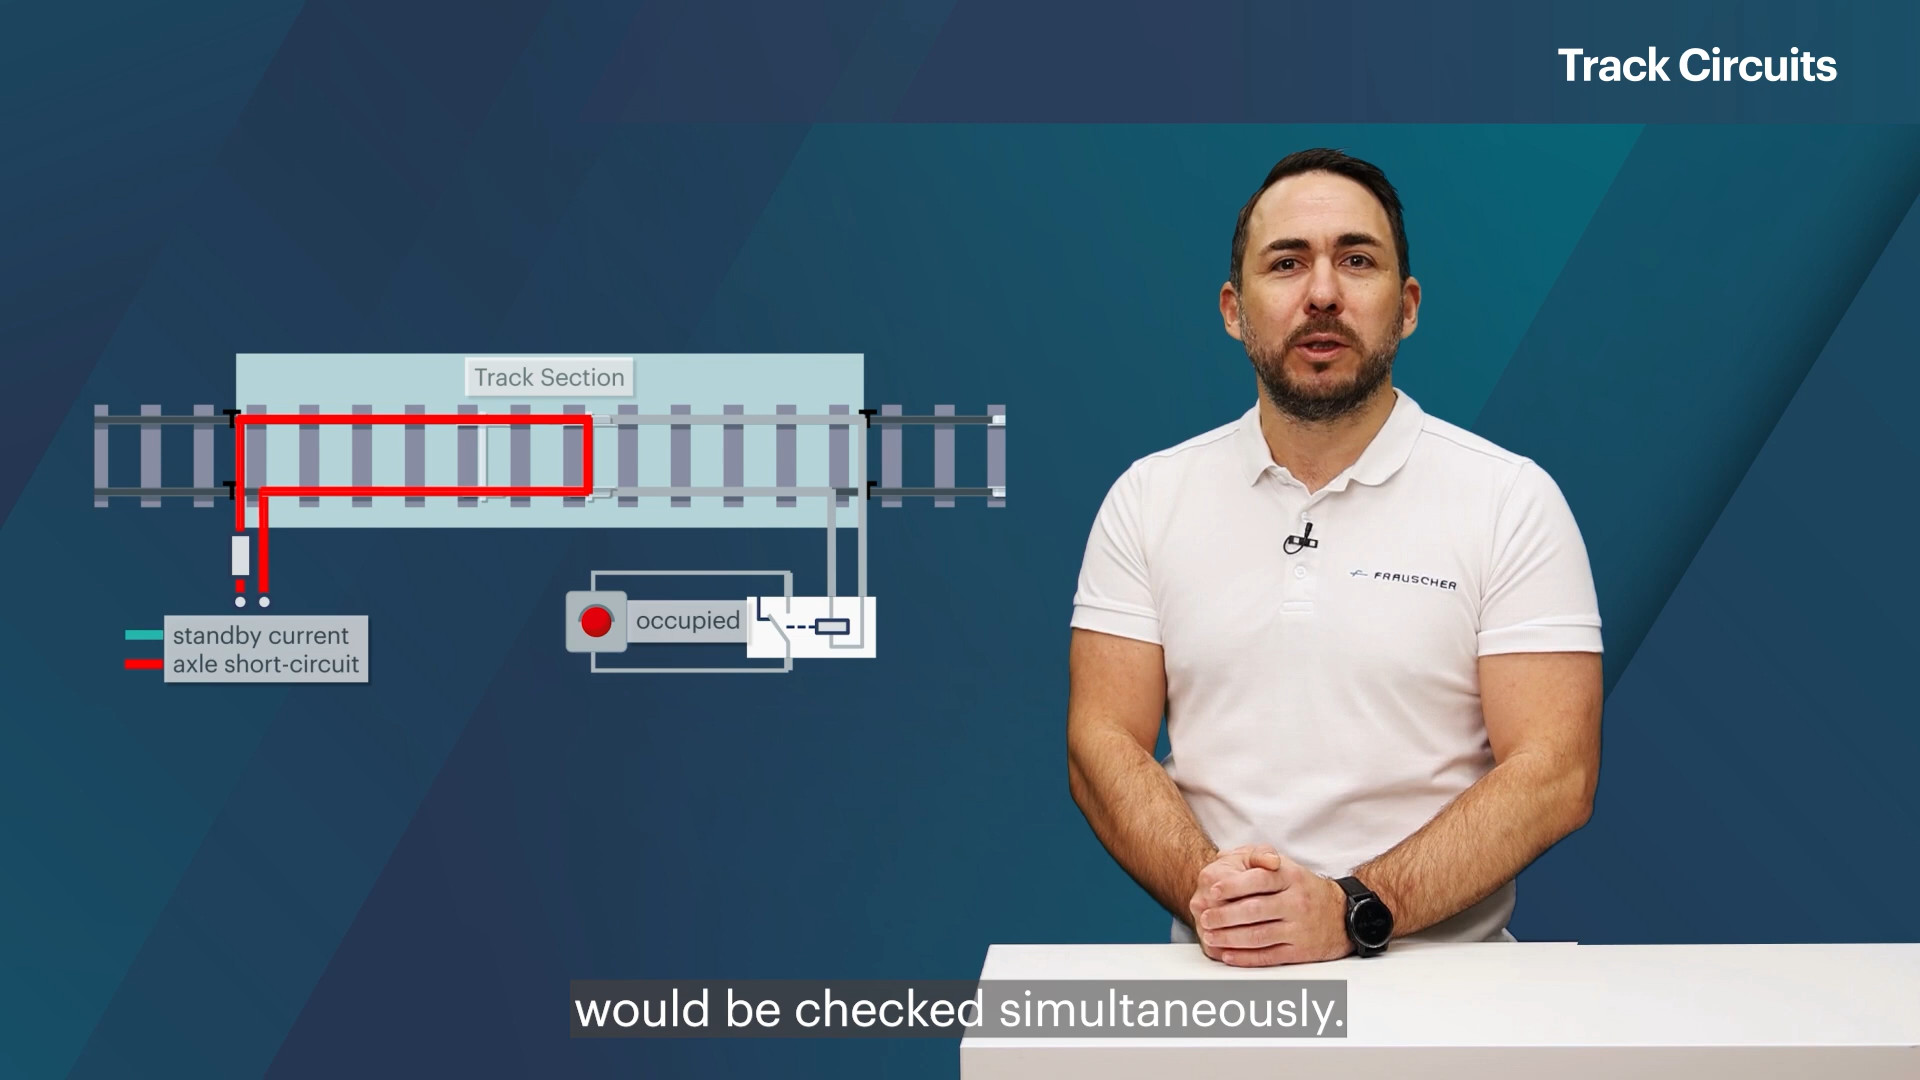 Track Circuits
Track Section
FRAUSCHER
occupied
standby current
axle short-circuit
would be checked simultaneously.